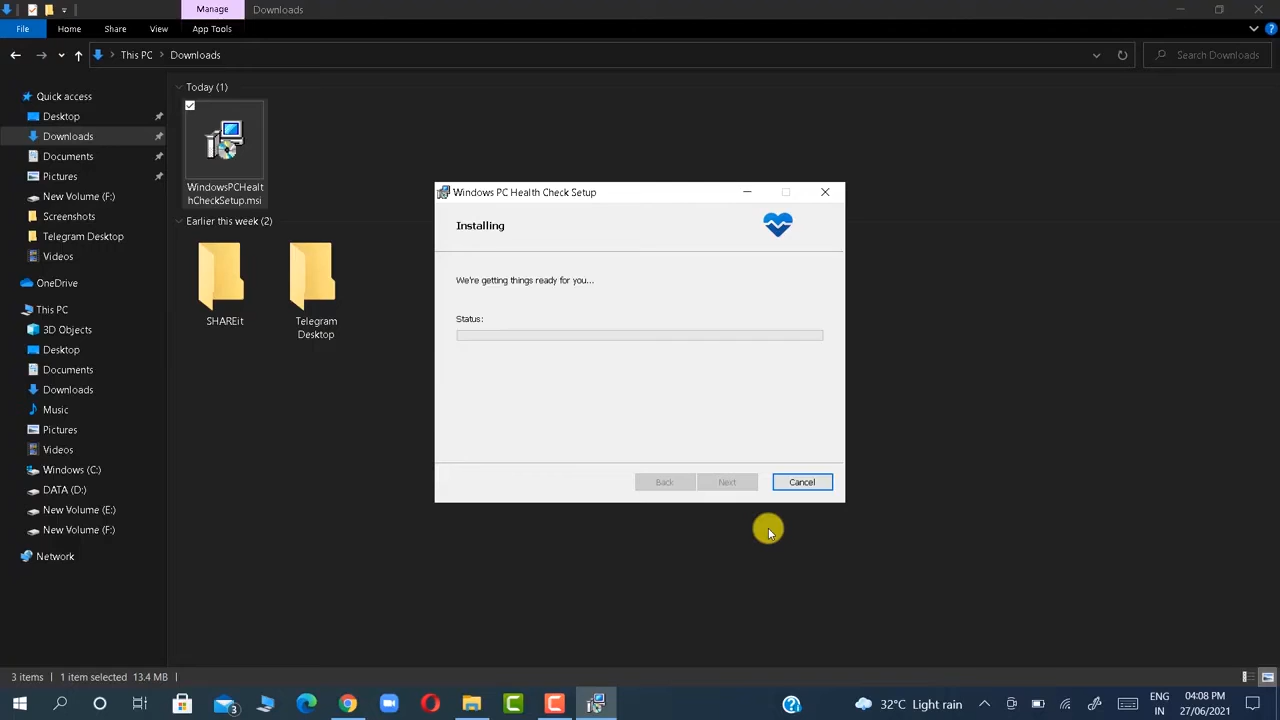 Manage
Downloads
File
Home
Share
View
App Tools
This PC
Downloads
Search Downloads
Quick access
Desktop
Downloads
Documents
Pictures
New Volume (F:)
Screenshots
Telegram Desktop
Videos
OneDrive
This PC
3D Objects
Desktop
Documents
Downloads
Music
Pictures
Videos
Windows (C:)
DATA (D:)
New Volume (E:)
New Volume (F:)
Network
Today (1)
WindowsPCHealt
hCheckSetup.msi
Earlier this week (2)
SHAREit
Telegram
Desktop
Windows PC Health Check Setup
Installing
We're getting things ready for you...
Status:
Back
Next
Cancel
3 items
1 item selected
13.4 MB
3
32°C Light rain
ENG
IN
04:08 PM
27/06/2021